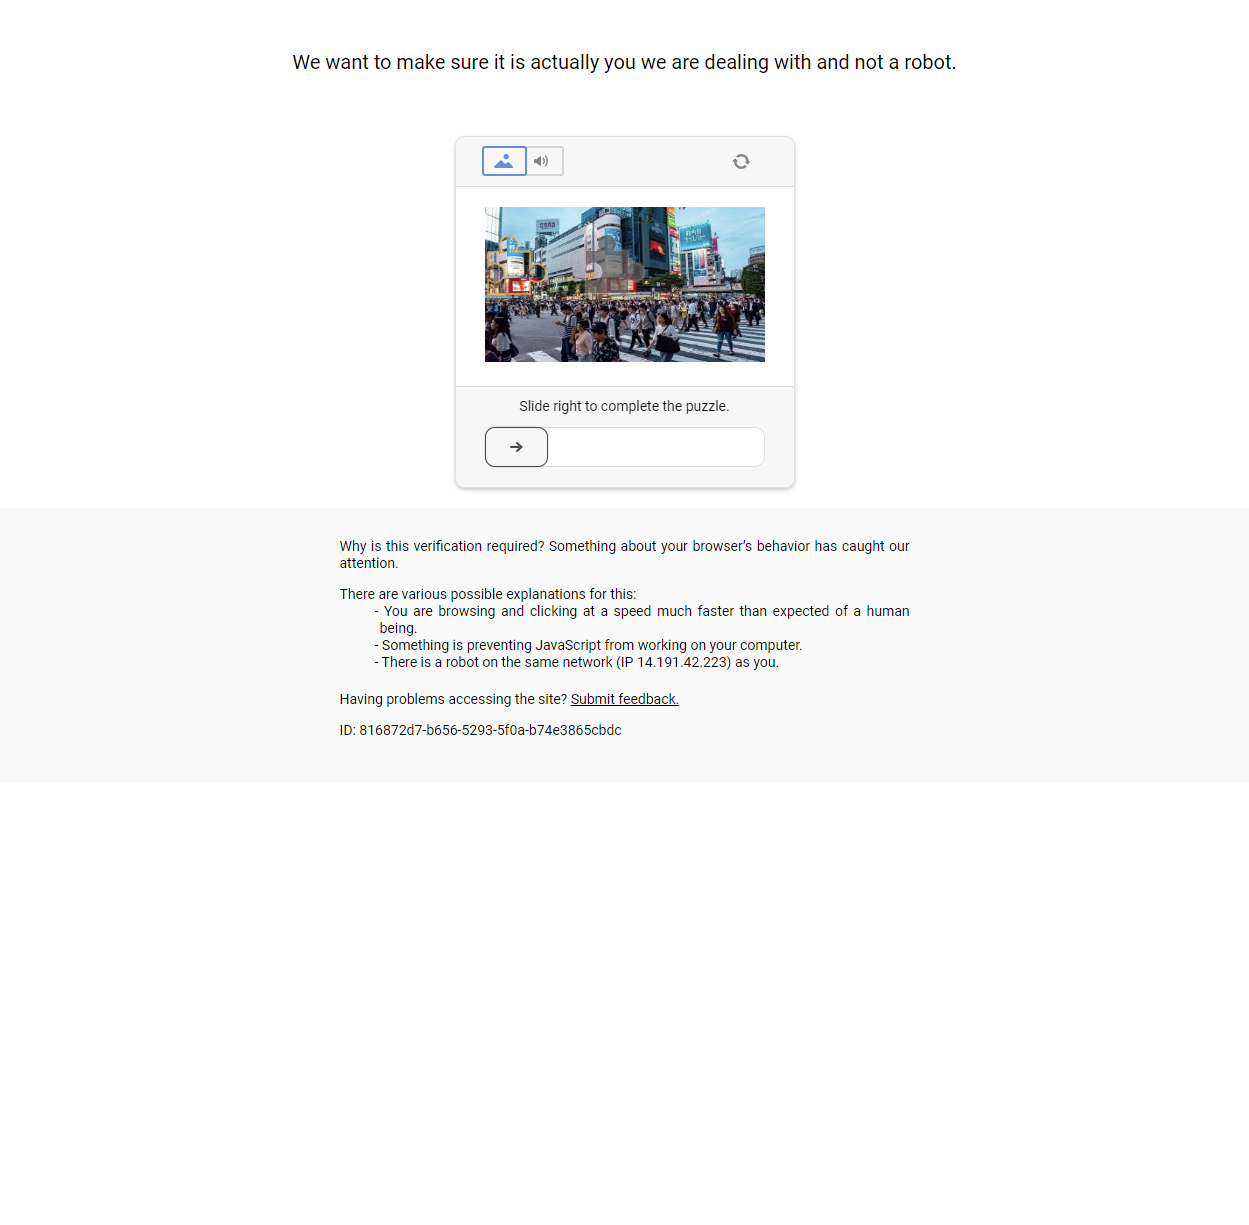 We want to make sure it is actually you we are dealing with and not a robot.
Slide right to complete the puzzle.
Why is this verification required? Something about your browser's behavior has caught our
attention.
There are various possible explanations for this:
- You are browsing and clicking at a speed much faster than expected of a human
being.
- Something is preventing JavaScript from working on your computer.
- There is a robot on the same network (IP 14.191.42.223) as you.
Having problems accessing the site? Submit feedback.
ID: 816872d7-b656-5293-5f0a-b74e3865cbdc